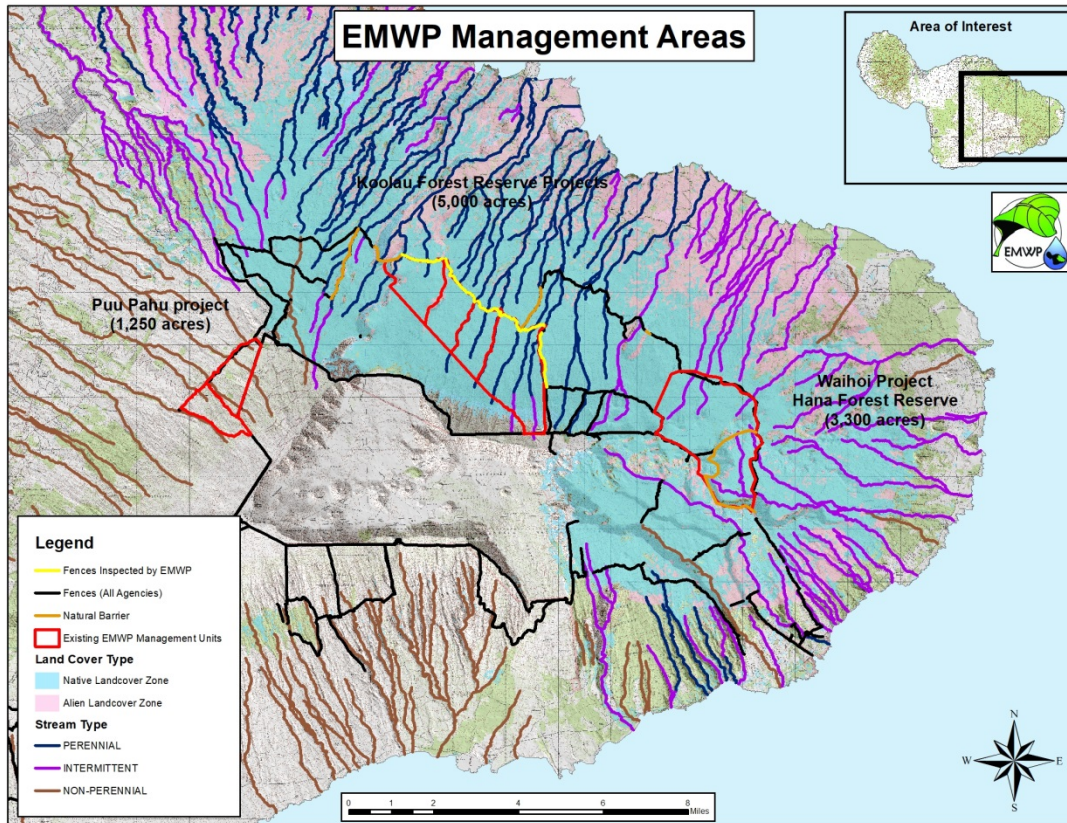 EMWP Management Areas
Area of Interest
EMWP
Koolau Forest Reserve Projects
(5,000 acres)
Puu Pahu project
(1,250 acres)
Waihoi Project
Hana Forest Reserve
(3,300 acres)
Legend
Fences Inspected by EMWP
Fences (All Agencies)
Natural Barrier
Existing EMWP Management Units
Land Cover Type
Native Landcover Zone
Alien Landcover Zone
Stream Type
PERENNIAL
INTERMITTENT
NON-PERENNIAL
0 1 2 4 6 8
Miles
N
W E
S